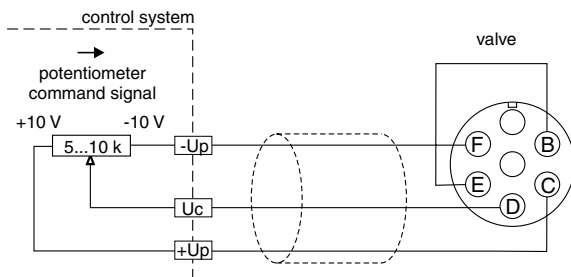 control system
potentiometer
command signal
valve
+10 V
-10 V
5...10 k
-Up
Uc
+Up
F
B
E
C
D